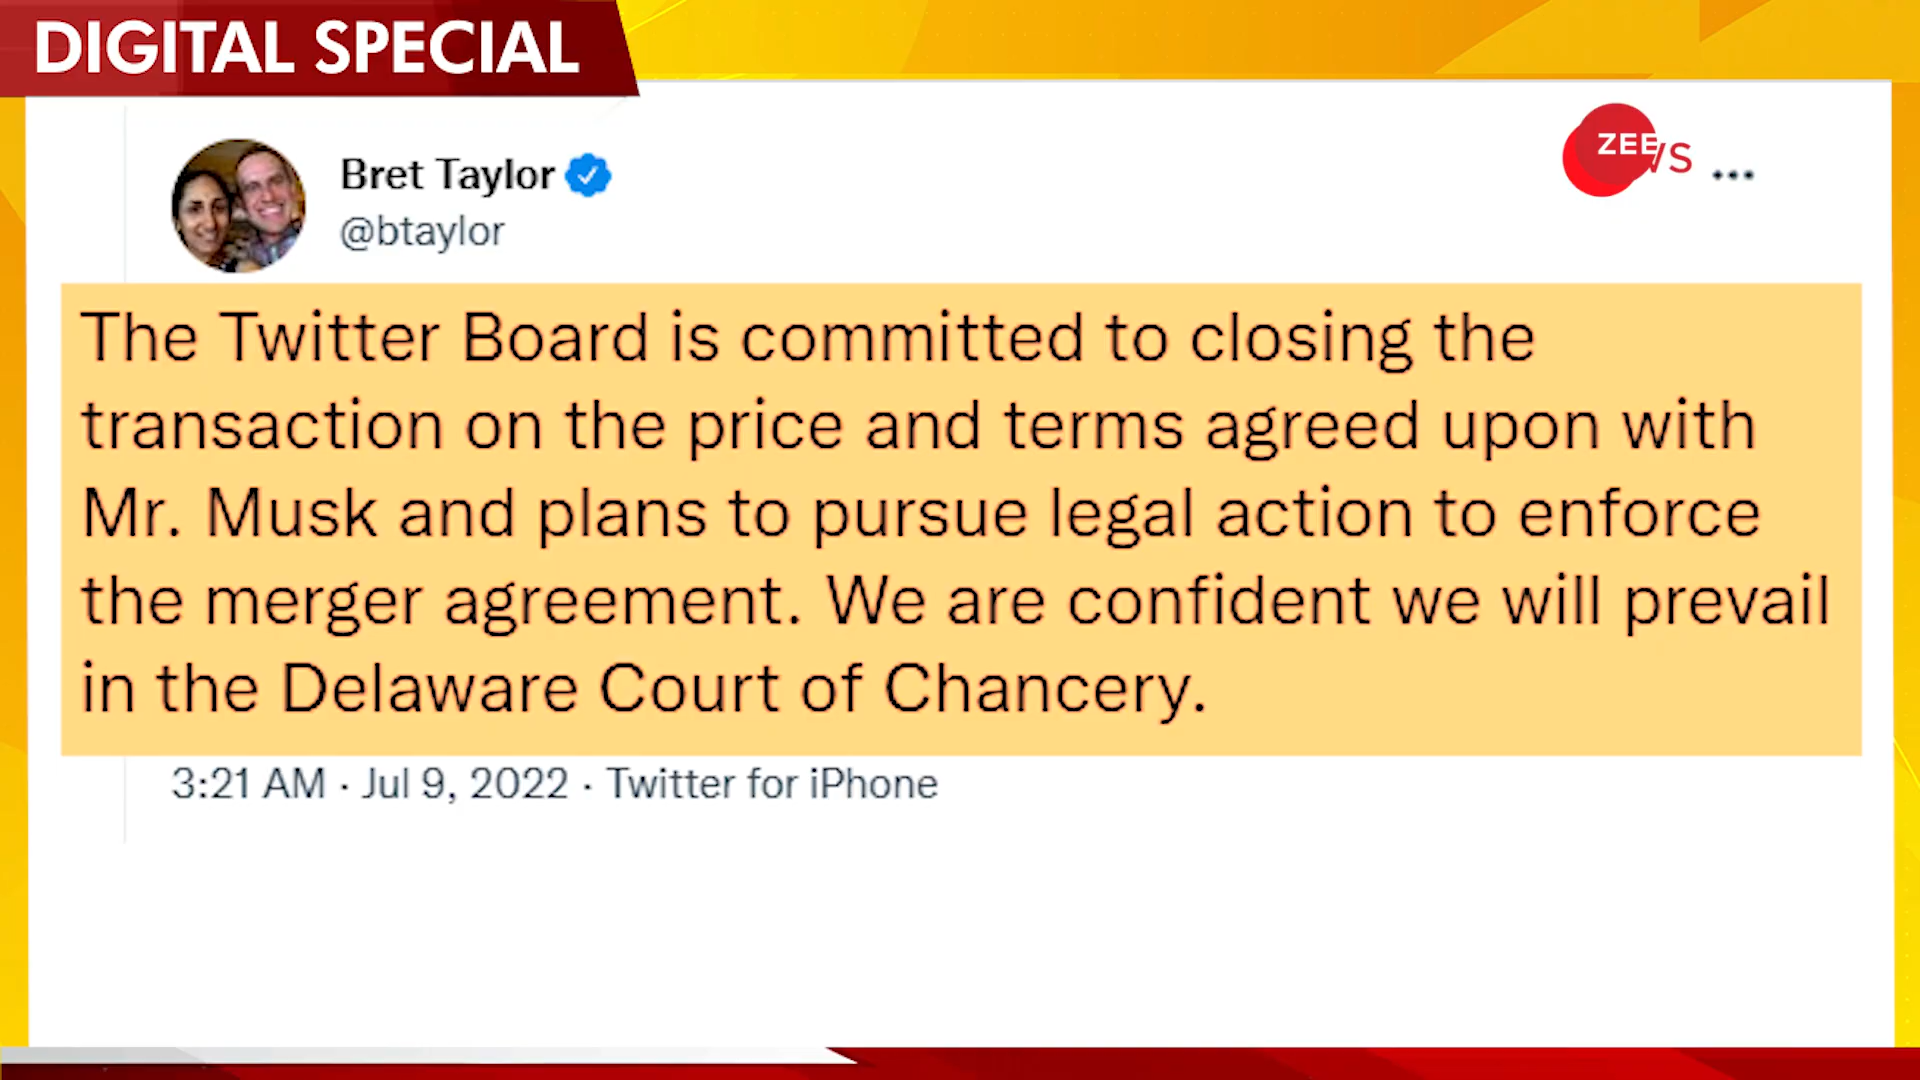 DIGITAL SPECIAL
ZEE
Bret Taylor
@btaylor
The Twitter Board is committed to closing the
transaction on the price and terms agreed upon with
Mr. Musk and plans to pursue legal action to enforce
the merger agreement. We are confident we will prevail
in the Delaware Court of Chancery.
3:21 AM · Jul 9, 2022 · Twitter for iPhone